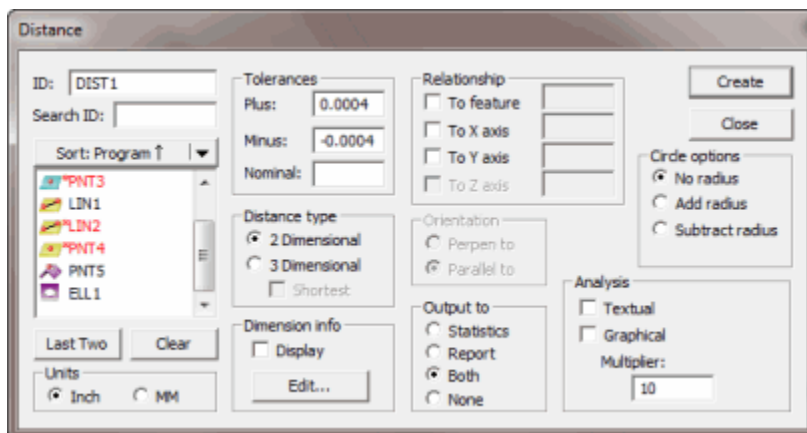 Distance
ID: DIST1
Search ID:
Sort: Program↑
*PNT3
LIN1
*LIN2
*PNT4
PNT5
ELL1
Last Two
Clear
Units
Inch
MM
Tolerances
Plus: 0.0004
Minus: -0.0004
Nominal:
Distance type
2 Dimensional
3 Dimensional
Shortest
Dimension info
Display
Edit...
Relationship
To feature
To X axis
To Y axis
To Z axis
Orientation
Perpen to
Parallel to
Output to
Statistics
Report
Both
None
Create
Close
Circle options
No radius
Add radius
Subtract radius
Analysis
Textual
Graphical
Multiplier:
10